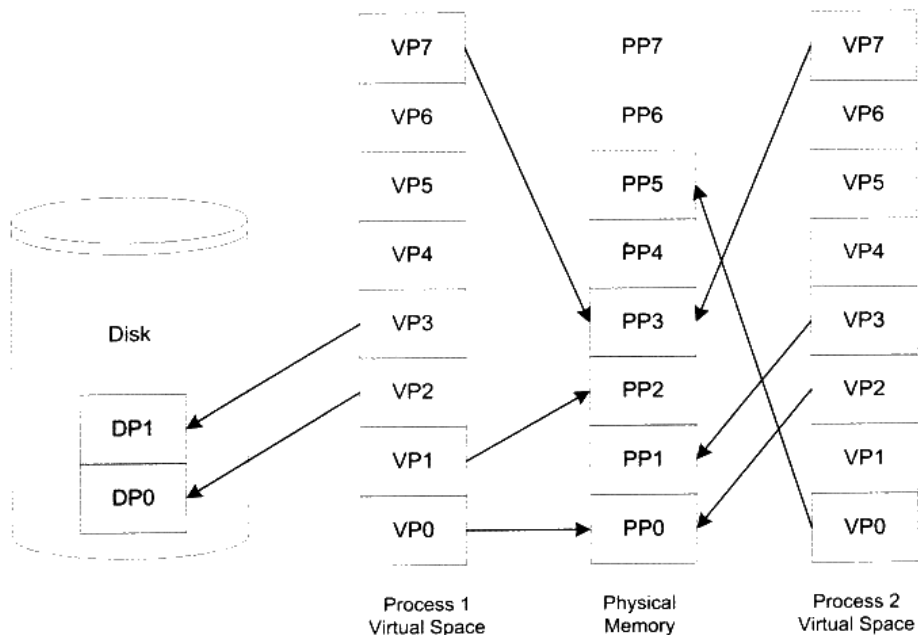 VP7 PP7 VP7
VP6 PP6 VP6
VP5 PP5 VP5
VP4 PP4 VP4
Disk VP3 PP3 VP3
VP2 PP2 VP2
DP1
VP1 PP1 VP1
DP0
VP0 PP0 VP0
Process 1
Virtual Space
Physical
Memory
Process 2
Virtual Space